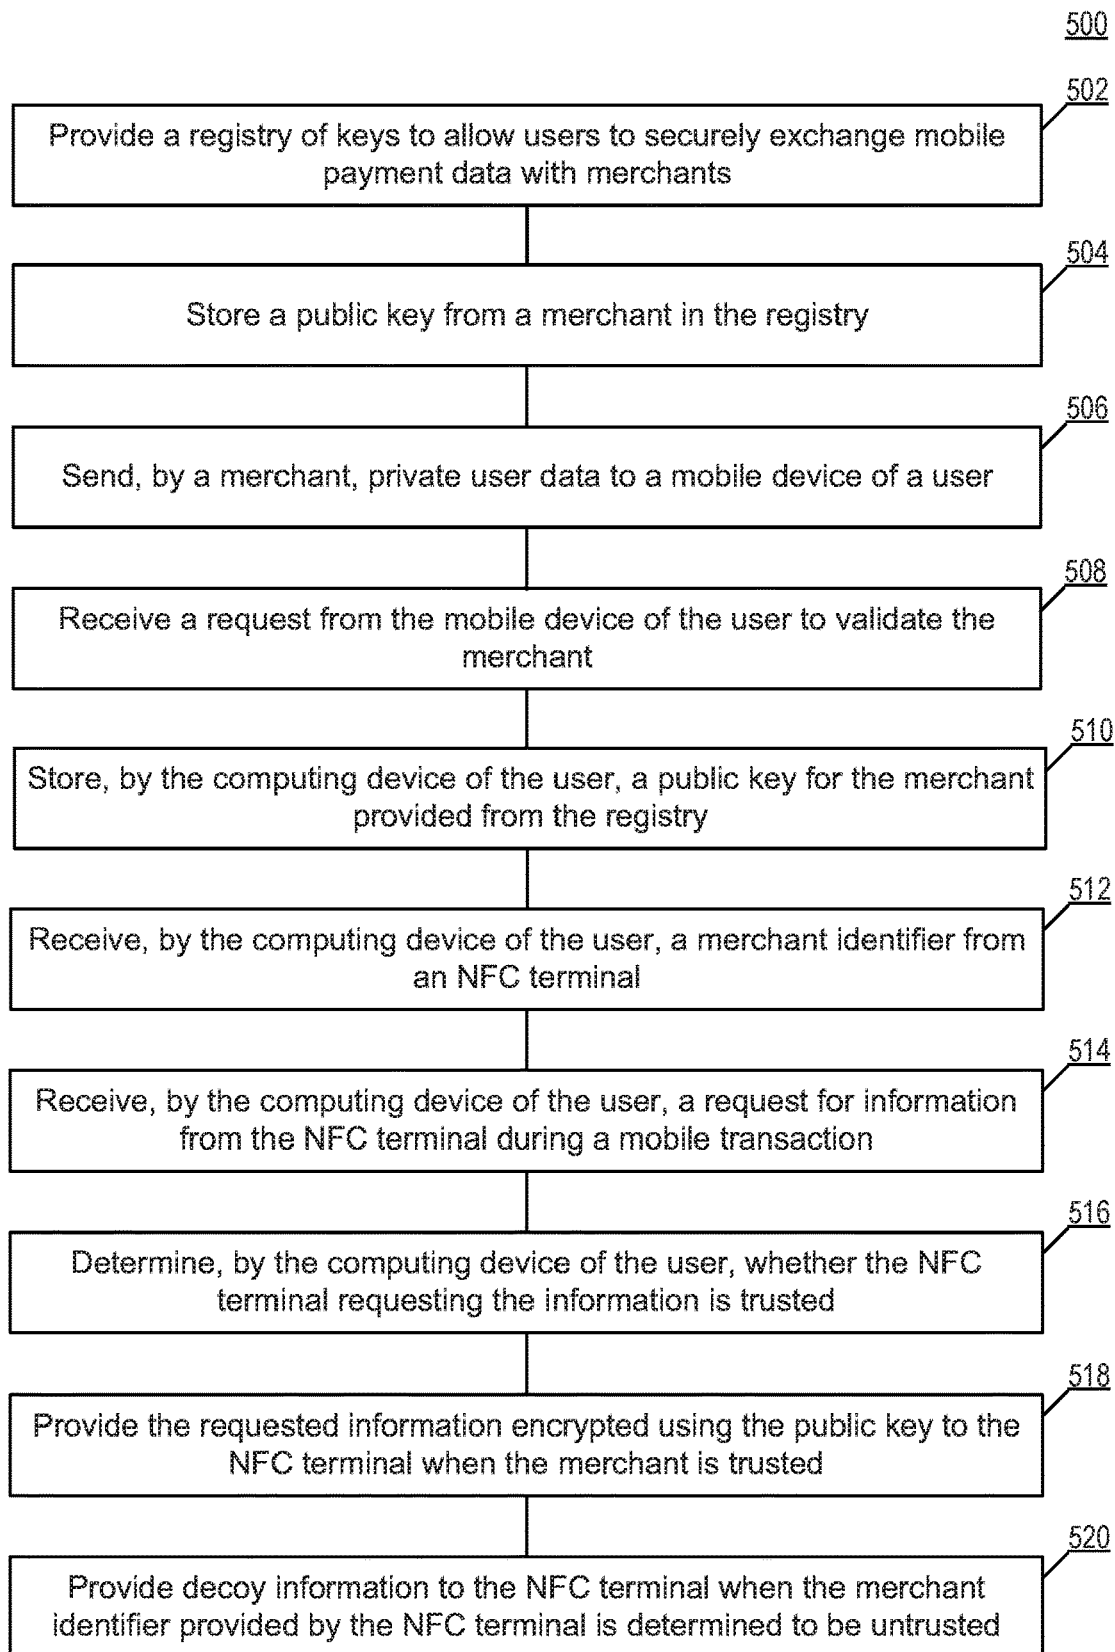 500
502
Provide a registry of keys to allow users to securely exchange mobile
payment data with merchants
504
Store a public key from a merchant in the registry
506
Send, by a merchant, private user data to a mobile device of a user
508
Receive a request from the mobile device of the user to validate the
merchant
510
Store, by the computing device of the user, a public key for the merchant
provided from the registry
512
Receive, by the computing device of the user, a merchant identifier from
an NFC terminal
514
Receive, by the computing device of the user, a request for information
from the NFC terminal during a mobile transaction
516
Determine, by the computing device of the user, whether the NFC
terminal requesting the information is trusted
518
Provide the requested information encrypted using the public key to the
NFC terminal when the merchant is trusted
520
Provide decoy information to the NFC terminal when the merchant
identifier provided by the NFC terminal is determined to be untrusted